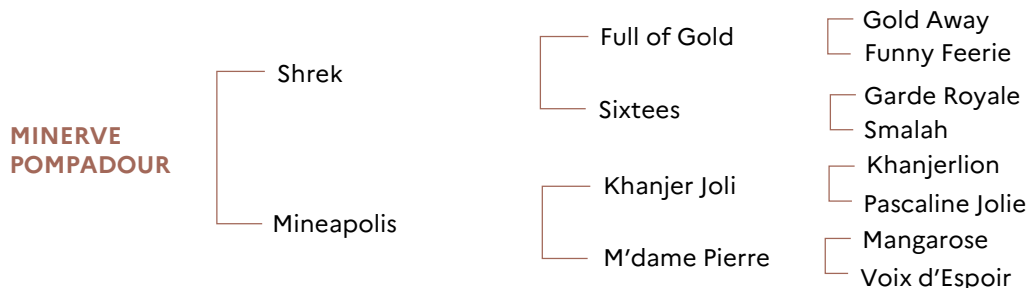 MINERVE
POMPADOUR
Shrek
Mineapolis
Full of Gold
Sixtees
Khanjer Joli
M'dame Pierre
Gold Away
Funny Feerie
Garde Royale
Smalah
Khanjerlion
Pascaline Jolie
Mangarose
Voix d'Espoir